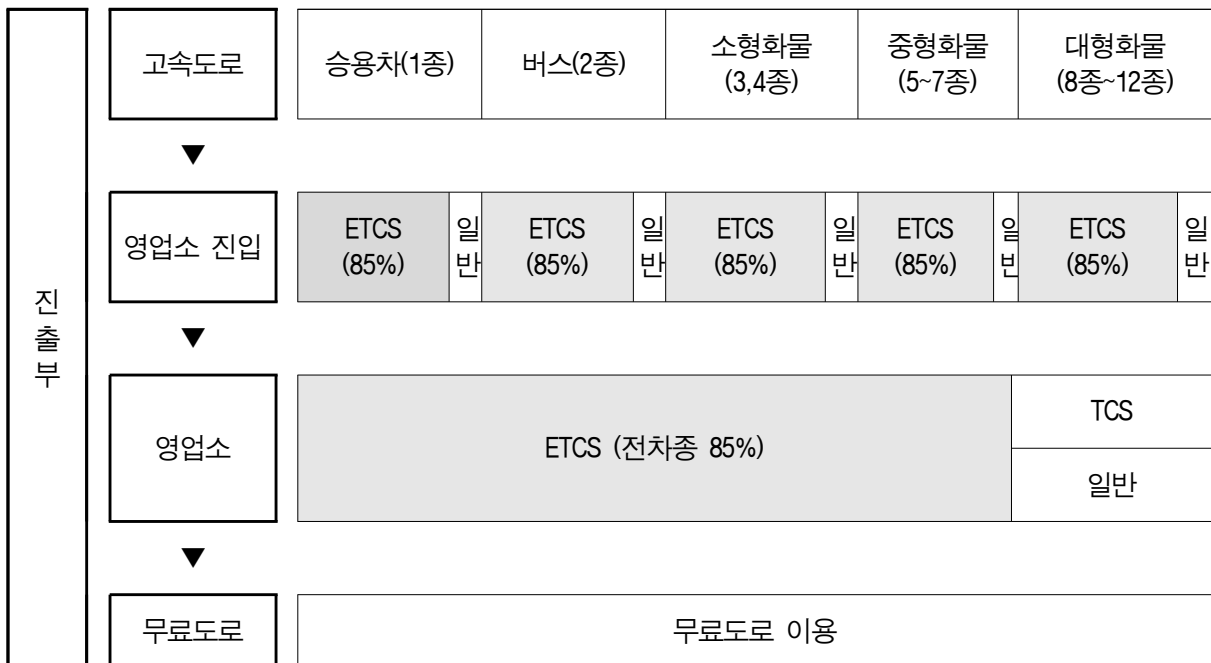 진출부
고속도로
승용차(1종)
버스(2종)
소형화물
(3,4종)
중형화물
(5~7종)
대형화물
(8종~12종)
▼
영업소 진입
ETCS
(85%)
일반
ETCS
(85%)
일반
ETCS
(85%)
일반
ETCS
(85%)
일반
ETCS
(85%)
일반
▼
영업소
ETCS (전차종 85%)
TCS
일반
▼
무료도로
무료도로 이용